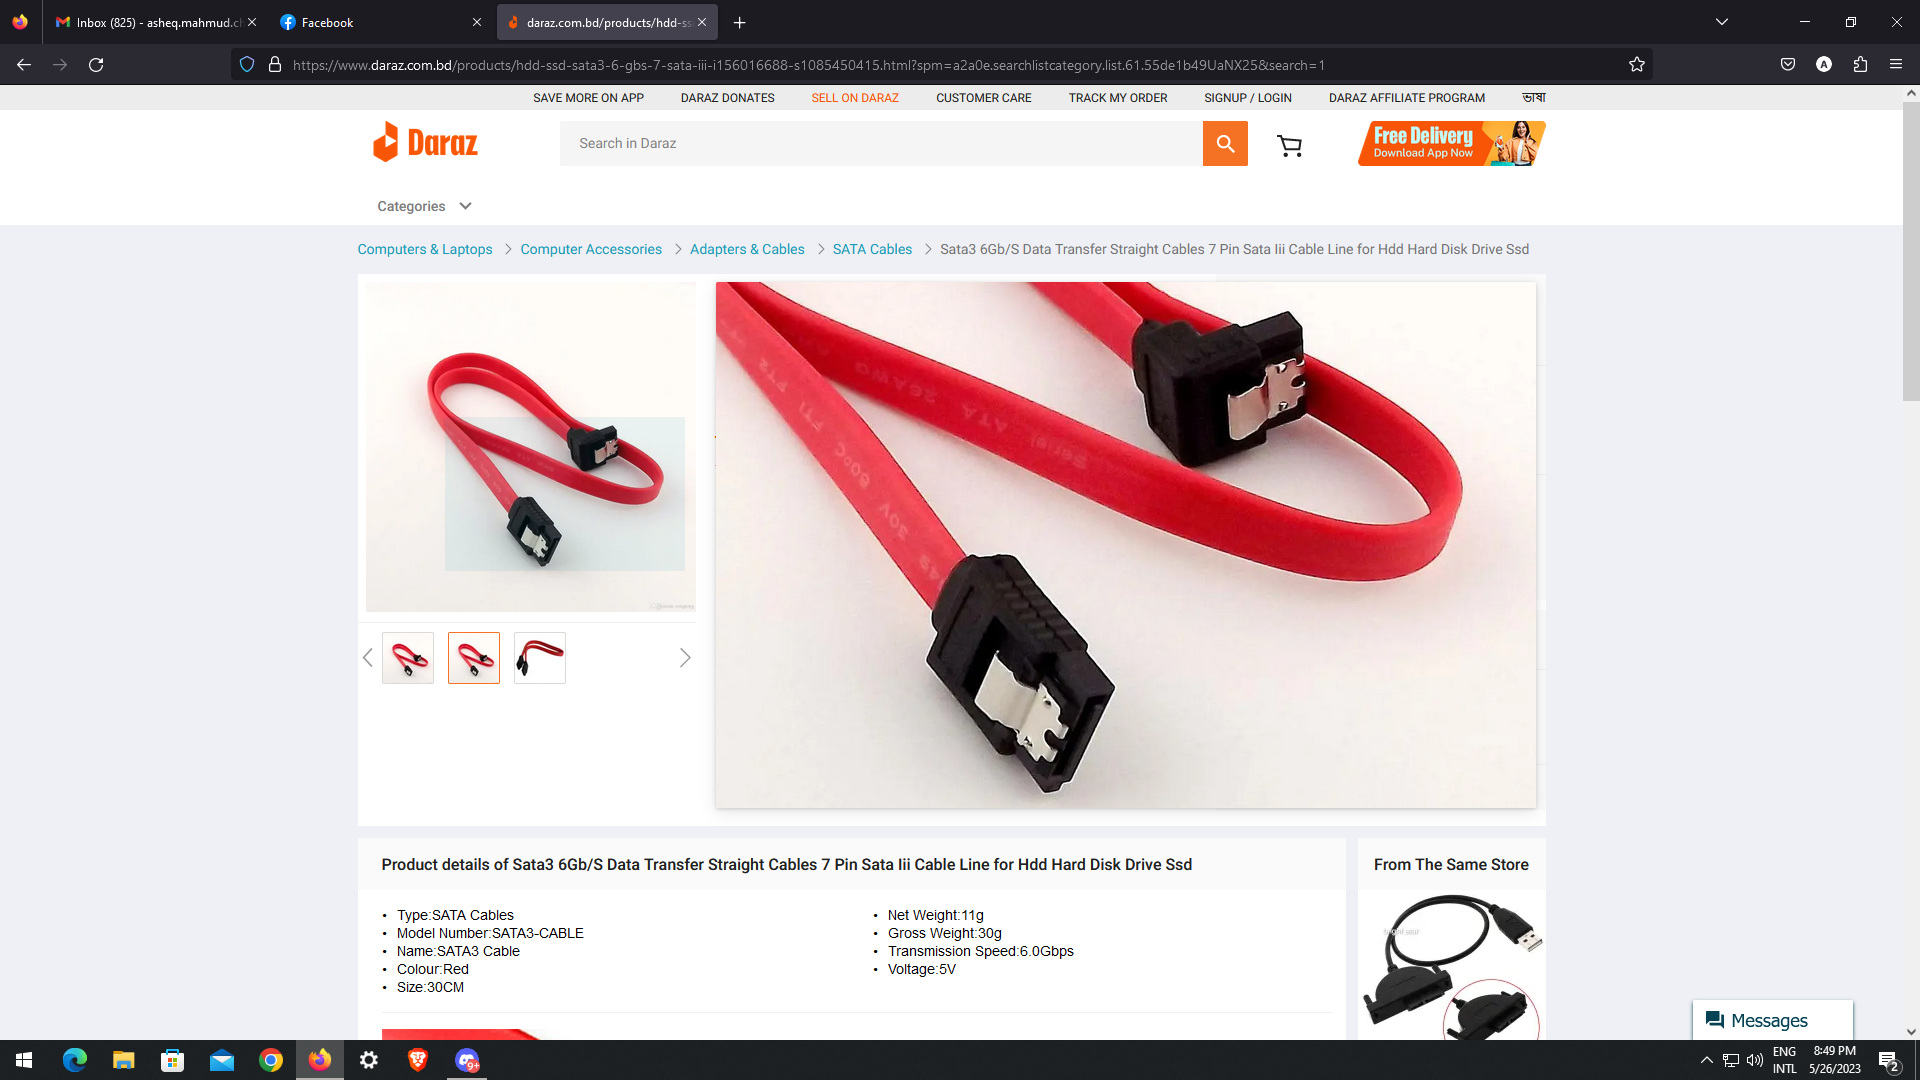 Inbox (825) - asheq.mahmud.c
Facebook
daraz.com.bd/products/hdd-ss
https://www.daraz.com.bd/products/hdd-ssd-sata3-6-gbs-7-sata-iii-i156016688-s1085450415.html?spm=a2a0e.searchlistcategory.list.61.55de1b49UaNX25&search=1
SAVE MORE ON APP DARAZ DONATES SELL ON DARAZ CUSTOMER CARE TRACK MY ORDER SIGNUP / LOGIN DARAZ AFFILIATE PROGRAM ভাষা
Daraz
Search in Daraz
Free Delivery
Download App Now
Categories
Computers & Laptops Computer Accessories Adapters & Cables SATA Cables Sata3 6Gb/S Data Transfer Straight Cables 7 Pin Sata Iii Cable Line for Hdd Hard Disk Drive Ssd
Serial ATA 26AWG
30V
Product details of Sata3 6Gb/S Data Transfer Straight Cables 7 Pin Sata Iii Cable Line for Hdd Hard Disk Drive Ssd
• Type:SATA Cables
• Model Number:SATA3-CABLE
• Name:SATA3 Cable
• Colour:Red
• Size:30CM
• Net Weight:11g
• Gross Weight:30g
• Transmission Speed:6.0Gbps
• Voltage:5V
From The Same Store
Messages
9+
ENG
INTL
8:49 PM
5/26/2023
2